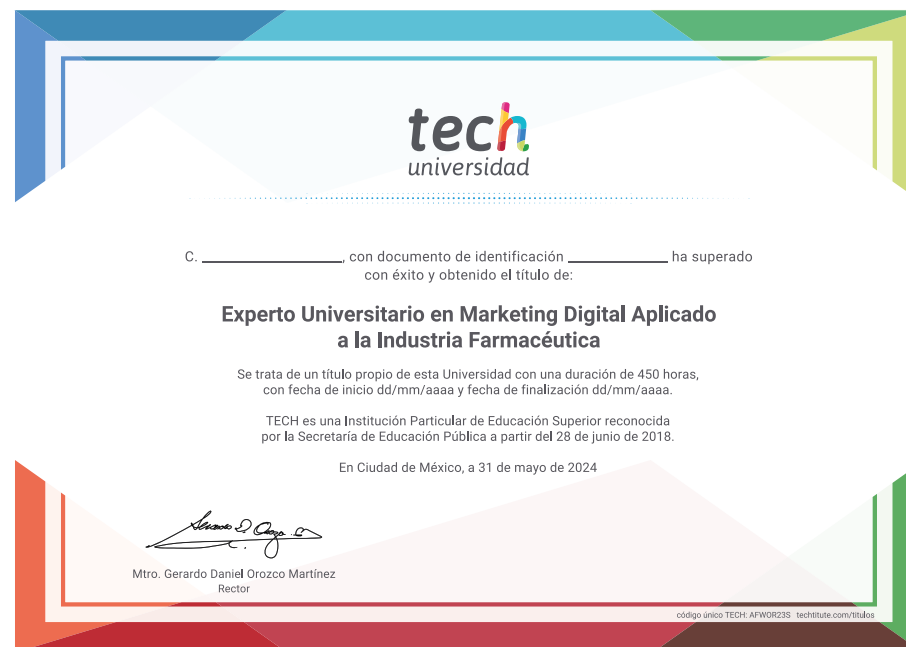 tech
universidad
C. ____________, con documento de identificación ____________ ha superado
con éxito y obtenido el título de:
Experto Universitario en Marketing Digital Aplicado
a la Industria Farmacéutica
Se trata de un título propio de esta Universidad con una duración de 450 horas,
con fecha de inicio dd/mm/aaaa y fecha de finalización dd/mm/aaaa.
TECH es una Institución Particular de Educación Superior reconocida
por la Secretaría de Educación Pública a partir del 28 de junio de 2018.
En Ciudad de México, a 31 de mayo de 2024
Mtro. Gerardo Daniel Orozco Martínez
Rector
código único TECH: AFWOR23S techtitute.com/titulos